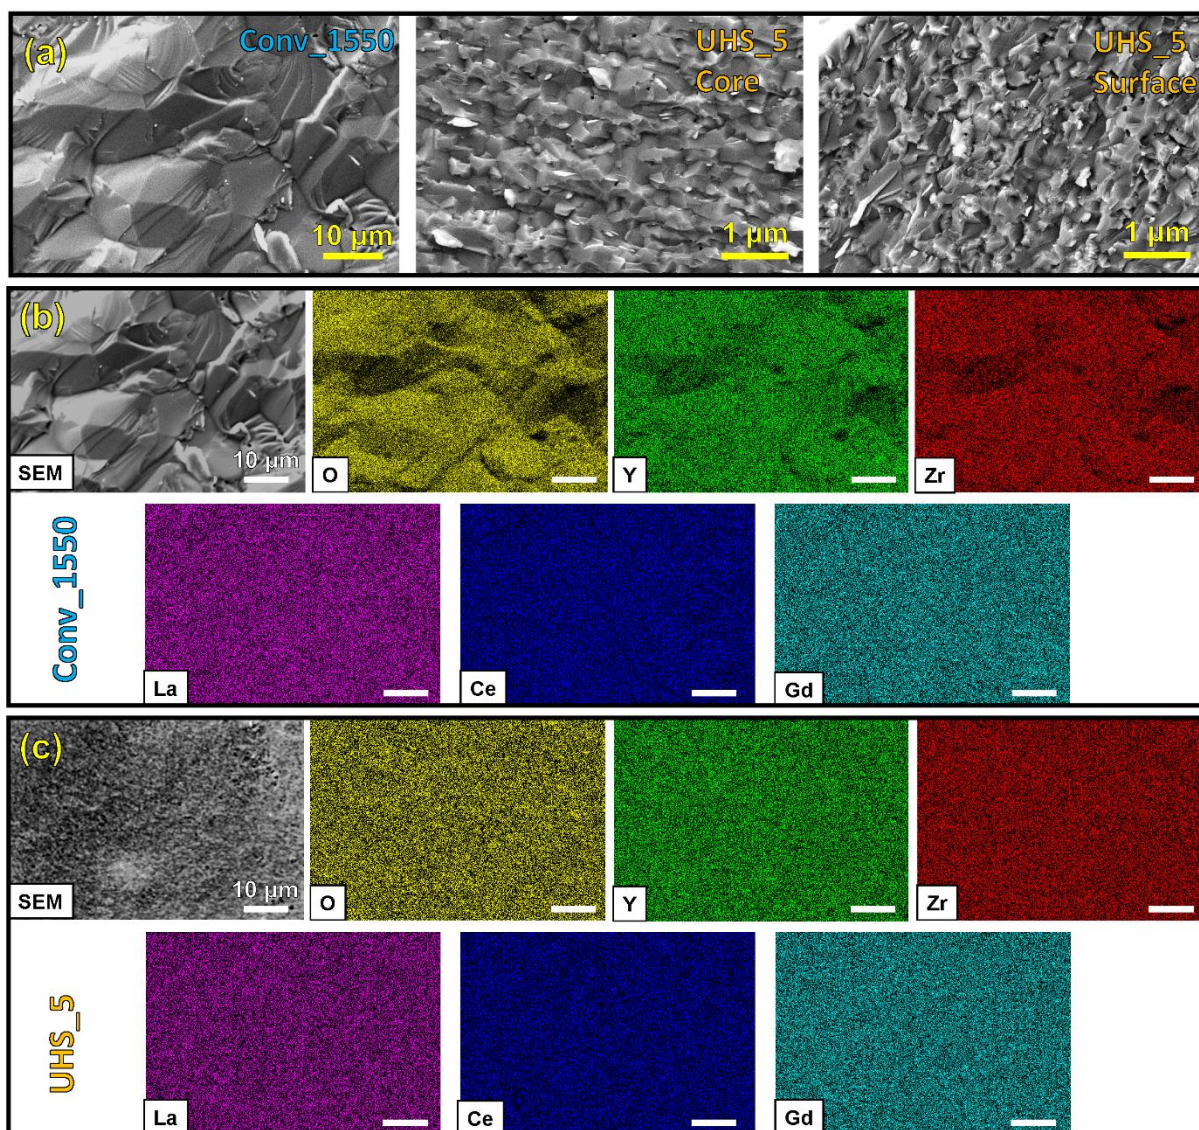 (a)
Conv_1550
10 µm
UHS_5
Core
1 µm
UHS_5
Surface
1 µm
(b)
SEM
10 µm
O
Y
Zr
Conv_1550
La
Ce
Gd
(c)
SEM
10 µm
O
Y
Zr
UHS_5
La
Ce
Gd